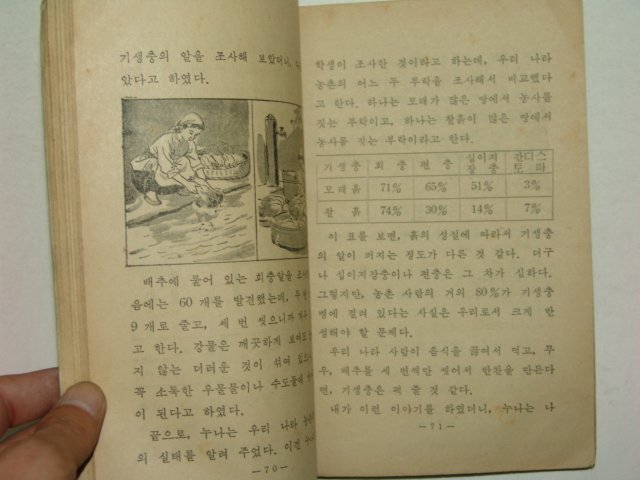 기생충의 알을 조사해 보았더니,
았다고 하였다.
배추에 묻어 있는 회충알을
음에는 60 개를 발견했는데,
9 개로 줄고, 세 번 씻으니까
고 한다. 강물은 깨끗하게 보여도
지 않는 더러운 것이 섞여 있으니
꼭 소독한 우물물이나 수도물에
이 된다고 하였다.
끝으로, 누나는 우리 나라
의 실태를 알려 주었다. 이건
—70—
학생이 조사한 것이라고 하는데, 우리 나라
농촌의 어느 두 부락을 조사해서 비교했다
고 한다. 하나는 모래가 많은 땅에서 농사를
짓는 부락이고, 하나는 찰흙이 많은 땅에서
농사를 짓는 부락이라고 한다.
기생충 회 충 편 충 십이지장충 간디스토마
모래흙 71% 65% 51% 3%
찰 흙 74% 30% 14% 7%
이 표를 보면, 흙의 성질에 따라서 기생충
의 알이 퍼지는 정도가 다른 것 같다. 더구
나 십이지장충이나 편충은 그 차가 심하다.
그렇지만, 농촌 사람의 거의 80%가 기생충
병에 걸려 있다는 사실은 우리로서 크게 반
성해야 할 문제다.
우리 나라 사람이 음식을 끓여서 먹고, 무
우, 배추를 세 번씩만 씻어서 반찬을 만든다
면, 기생충은 퍽 줄 것 같다.
내가 이런 이야기를 하였더니, 누나는 나
—71—